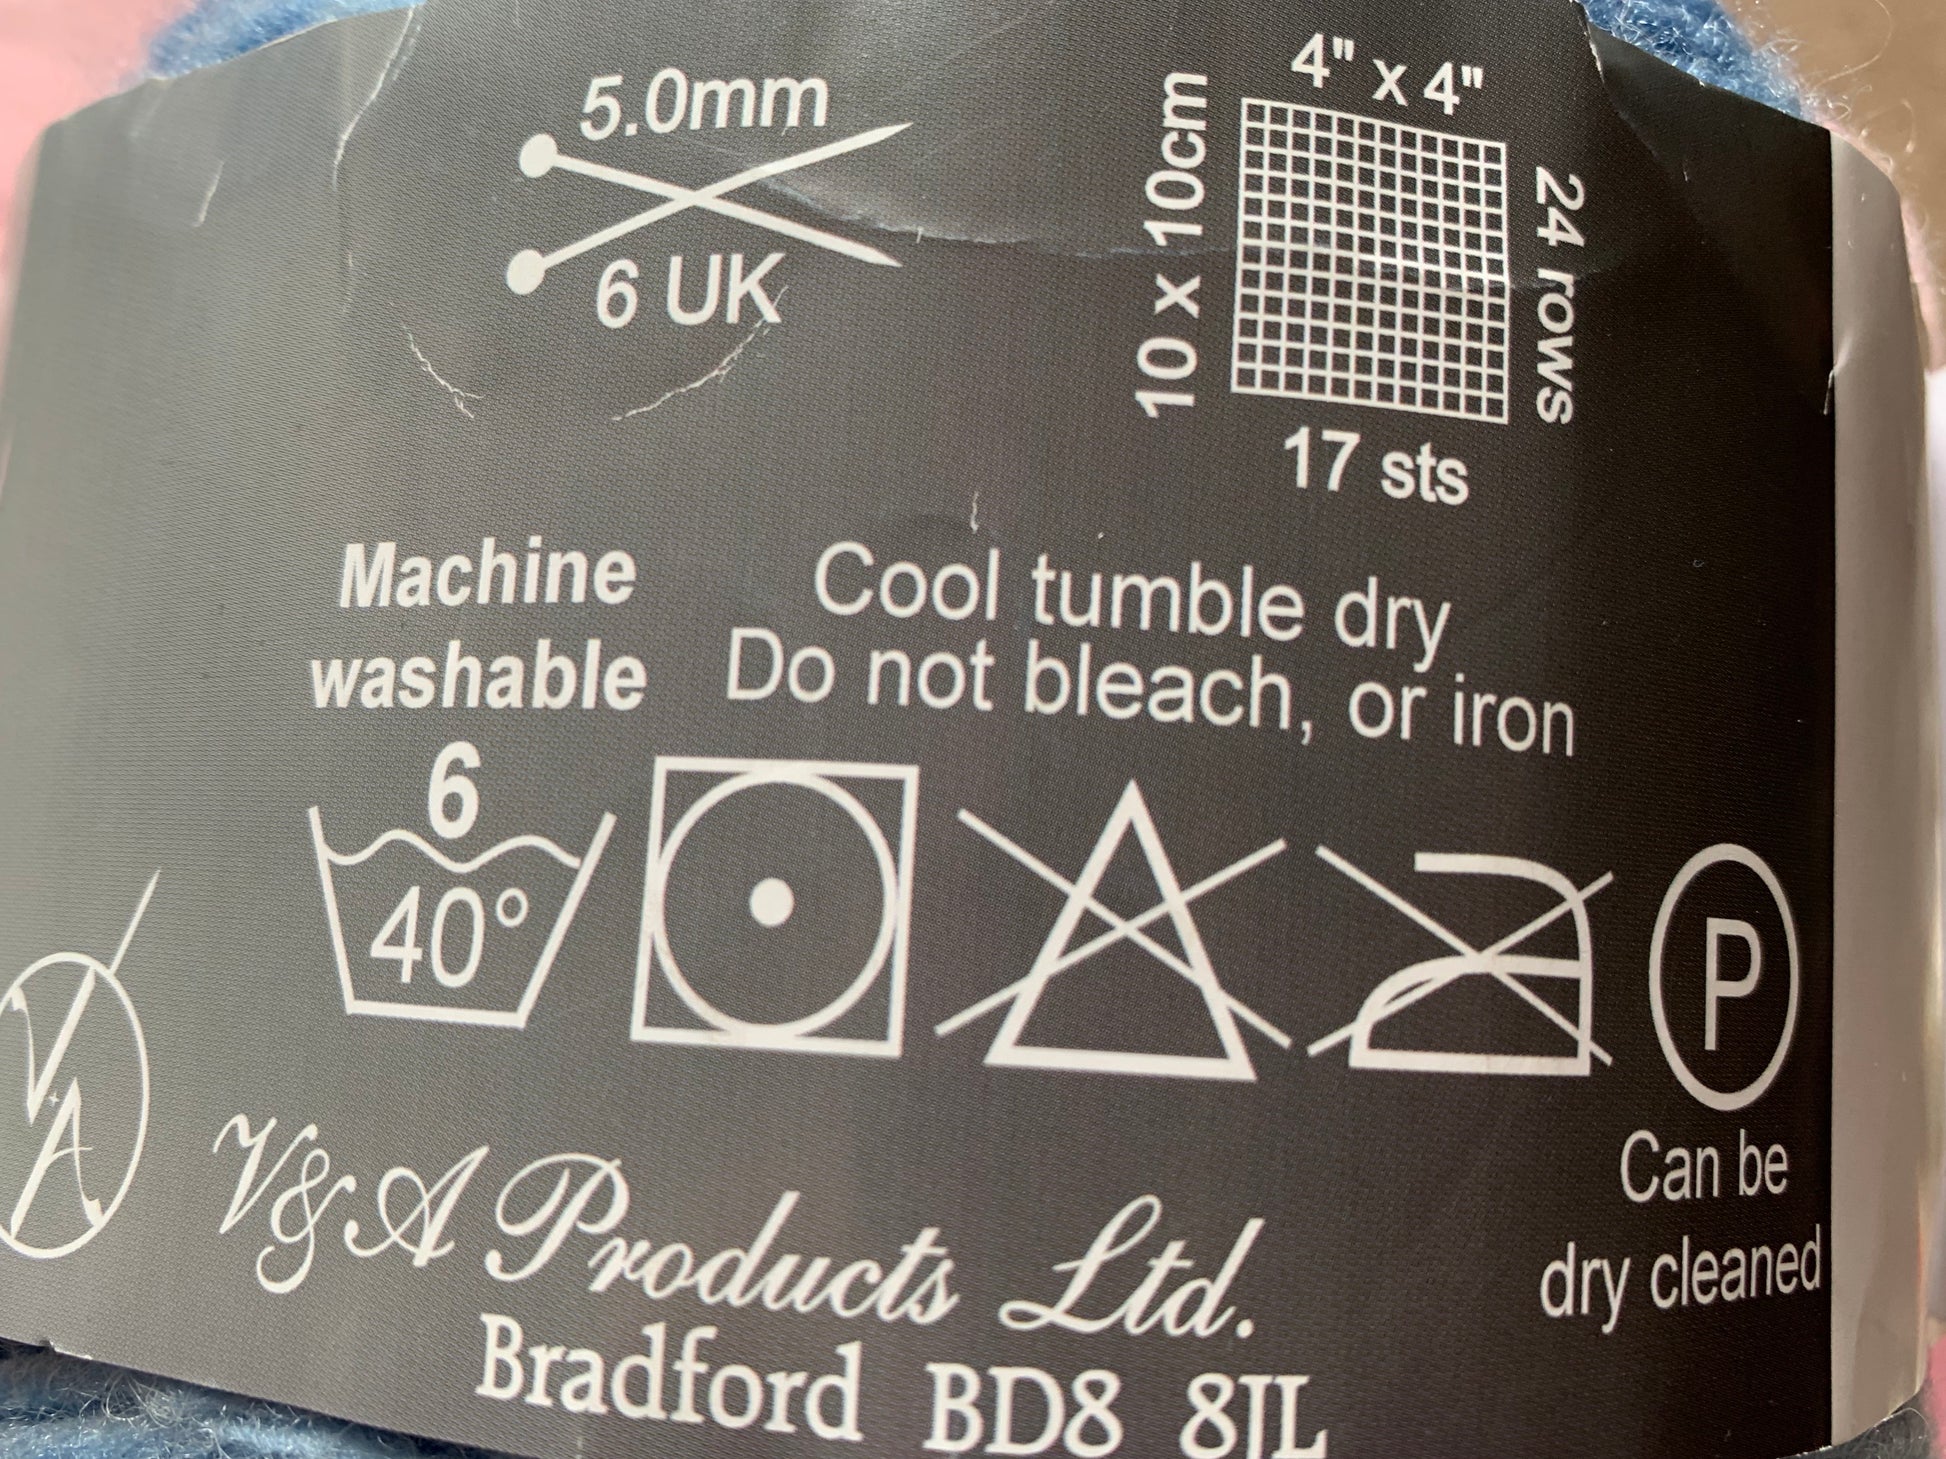 5.0mm
6 UK
4" x 4"
10 x 10cm
24 rows
17 sts
Machine
washable
Cool tumble dry
Do not bleach, or iron
6
40°
P
Can be
dry cleaned
V&A
V&A Products Ltd.
Bradford BD8 8JL